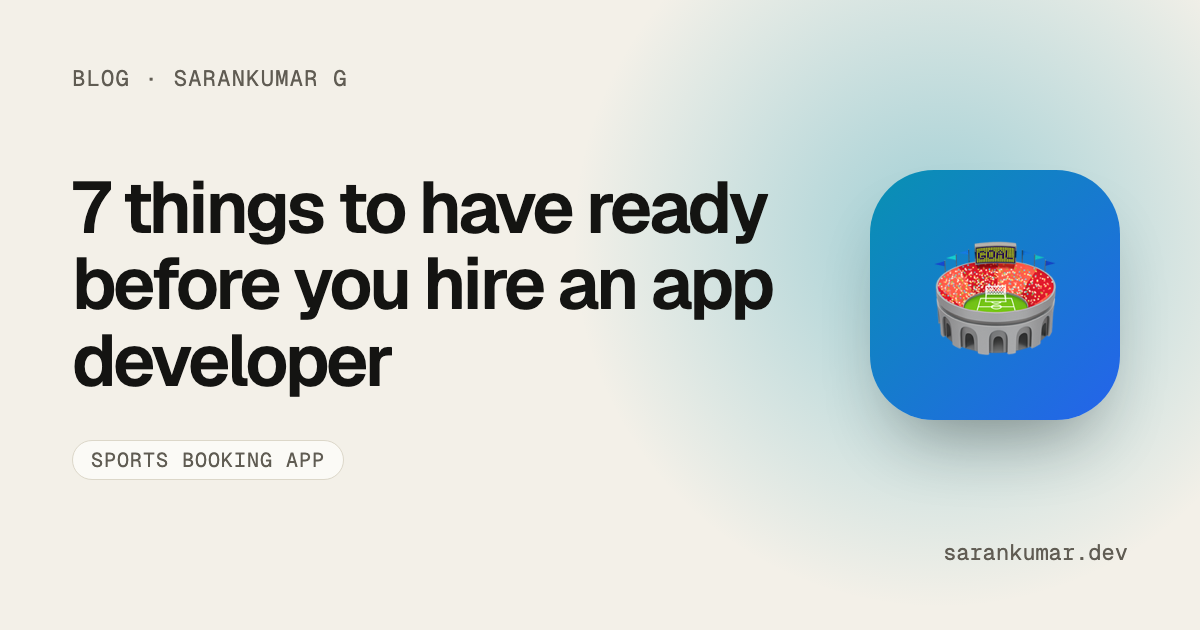 BLOG · SARANKUMAR G
7 things to have ready
before you hire an app
developer
GOAL
SPORTS BOOKING APP
sarankumar.dev